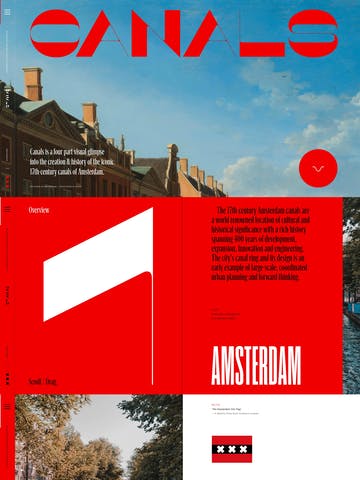 CANALS
Canals is a four part visual glimpse
into the creation & history of the iconic
17th century canals of Amsterdam.
Overview
The 17th century Amsterdam canals are
a world renowned location of cultural and
historical significance with a rich history
spanning 400 years of development,
expansion, innovation and engineering.
The city's canal ring and its design is an
early example of large-scale, coordinated
urban planning and forward thinking.
1
Scroll / Drag
AMSTERDAM